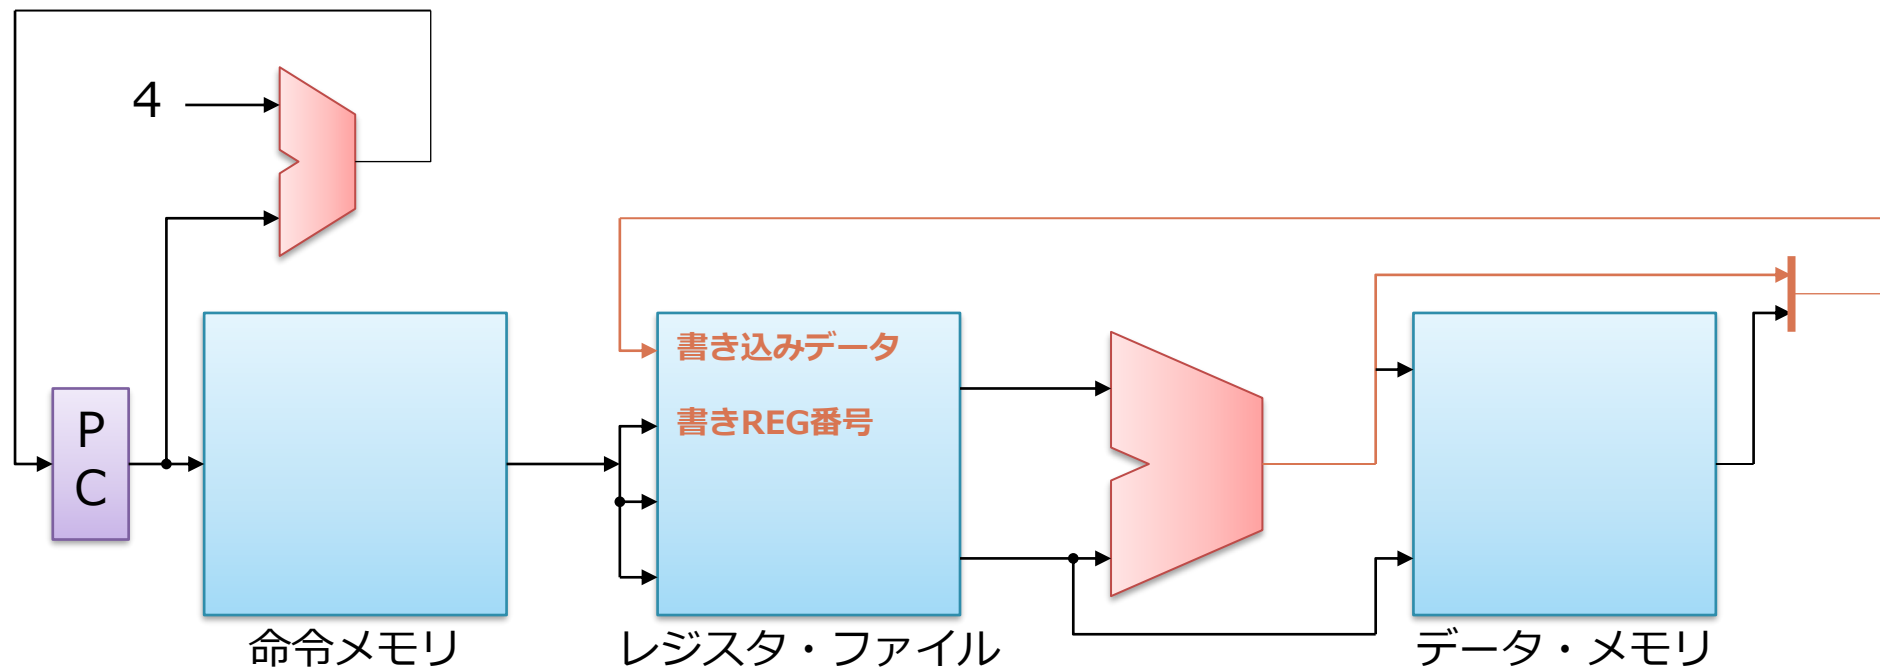 4
書き込みデータ
書きREG番号
P
C
命令メモリ
レジスタ・ファイル
データ・メモリ